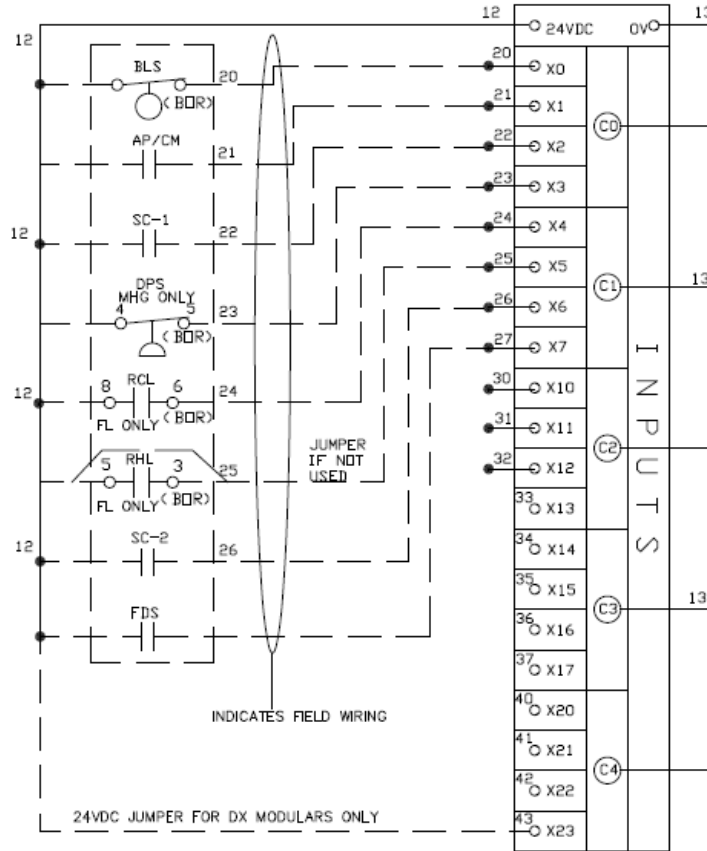 12 24VDC 0V 13
12
BLS 20 20 X0
(BOR)
21 X1 C0
AP/CM 21
22 X2
23 X3
12 SC-1 22
24 X4
DPS
MHG ONLY
25 X5 C1 13
4 5 23
(BOR)
26 X6
27 X7
12 8 RCL 6 24
FL ONLY (BOR)
30 X10
31 X11 C2
JUMPER
IF NOT
USED
32 X12
5 RHL 3 25
FL ONLY (BOR)
33 X13
12 SC-2 26
34 X14
35 X15
FDS
36 X16 C3 13
37 X17
INDICATES FIELD WIRING
40 X20
41 X21
42 X22 C4
24VDC JUMPER FOR DX MODULARS ONLY
43 X23
INPUTS